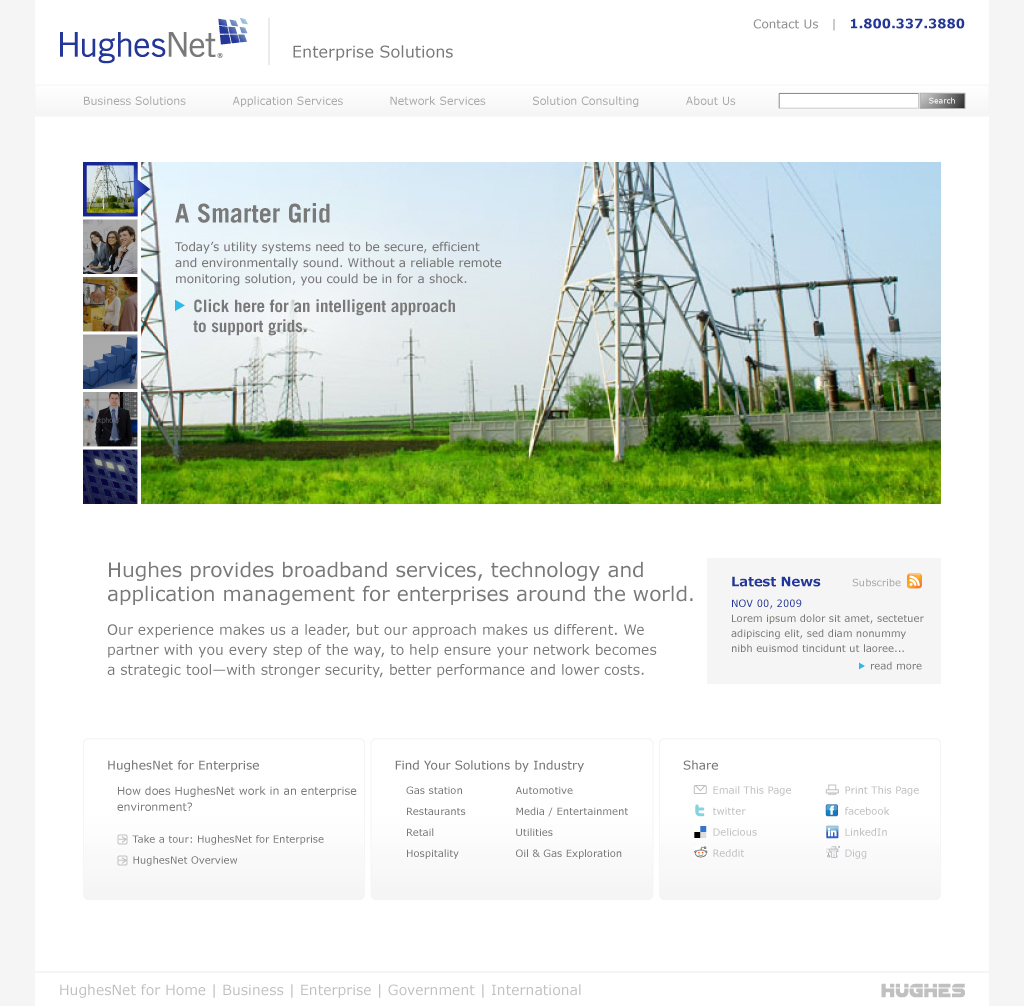 HughesNet®
Enterprise Solutions
Contact Us | 1.800.337.3880
Business Solutions
Application Services
Network Services
Solution Consulting
About Us
Search
A Smarter Grid
Today’s utility systems need to be secure, efficient
and environmentally sound. Without a reliable remote
monitoring solution, you could be in for a shock.
Click here for an intelligent approach
to support grids.
Hughes provides broadband services, technology and
application management for enterprises around the world.
Our experience makes us a leader, but our approach makes us different. We
partner with you every step of the way, to help ensure your network becomes
a strategic tool—with stronger security, better performance and lower costs.
Latest News
Subscribe
NOV 00, 2009
Lorem ipsum dolor sit amet, sectetuer
adipiscing elit, sed diam nonummy
nibh euismod tincidunt ut laoree...
read more
HughesNet for Enterprise
How does HughesNet work in an enterprise
environment?
Take a tour: HughesNet for Enterprise
HughesNet Overview
Find Your Solutions by Industry
Gas station
Automotive
Restaurants
Media / Entertainment
Retail
Utilities
Hospitality
Oil & Gas Exploration
Share
Email This Page
Print This Page
twitter
facebook
Delicious
LinkedIn
Reddit
Digg
HughesNet for Home | Business | Enterprise | Government | International
HUGHES